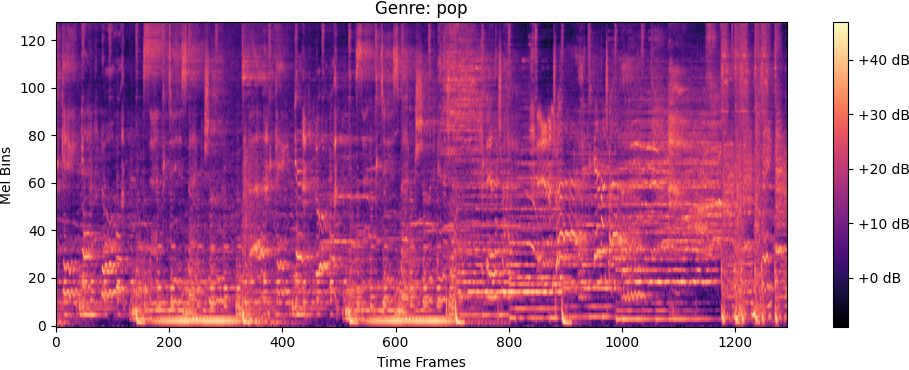 Genre: pop
120
100
80
60
40
20
0
Mel Bins
0 200 400 600 800 1000 1200
Time Frames
+40 dB
+30 dB
+20 dB
+10 dB
+0 dB